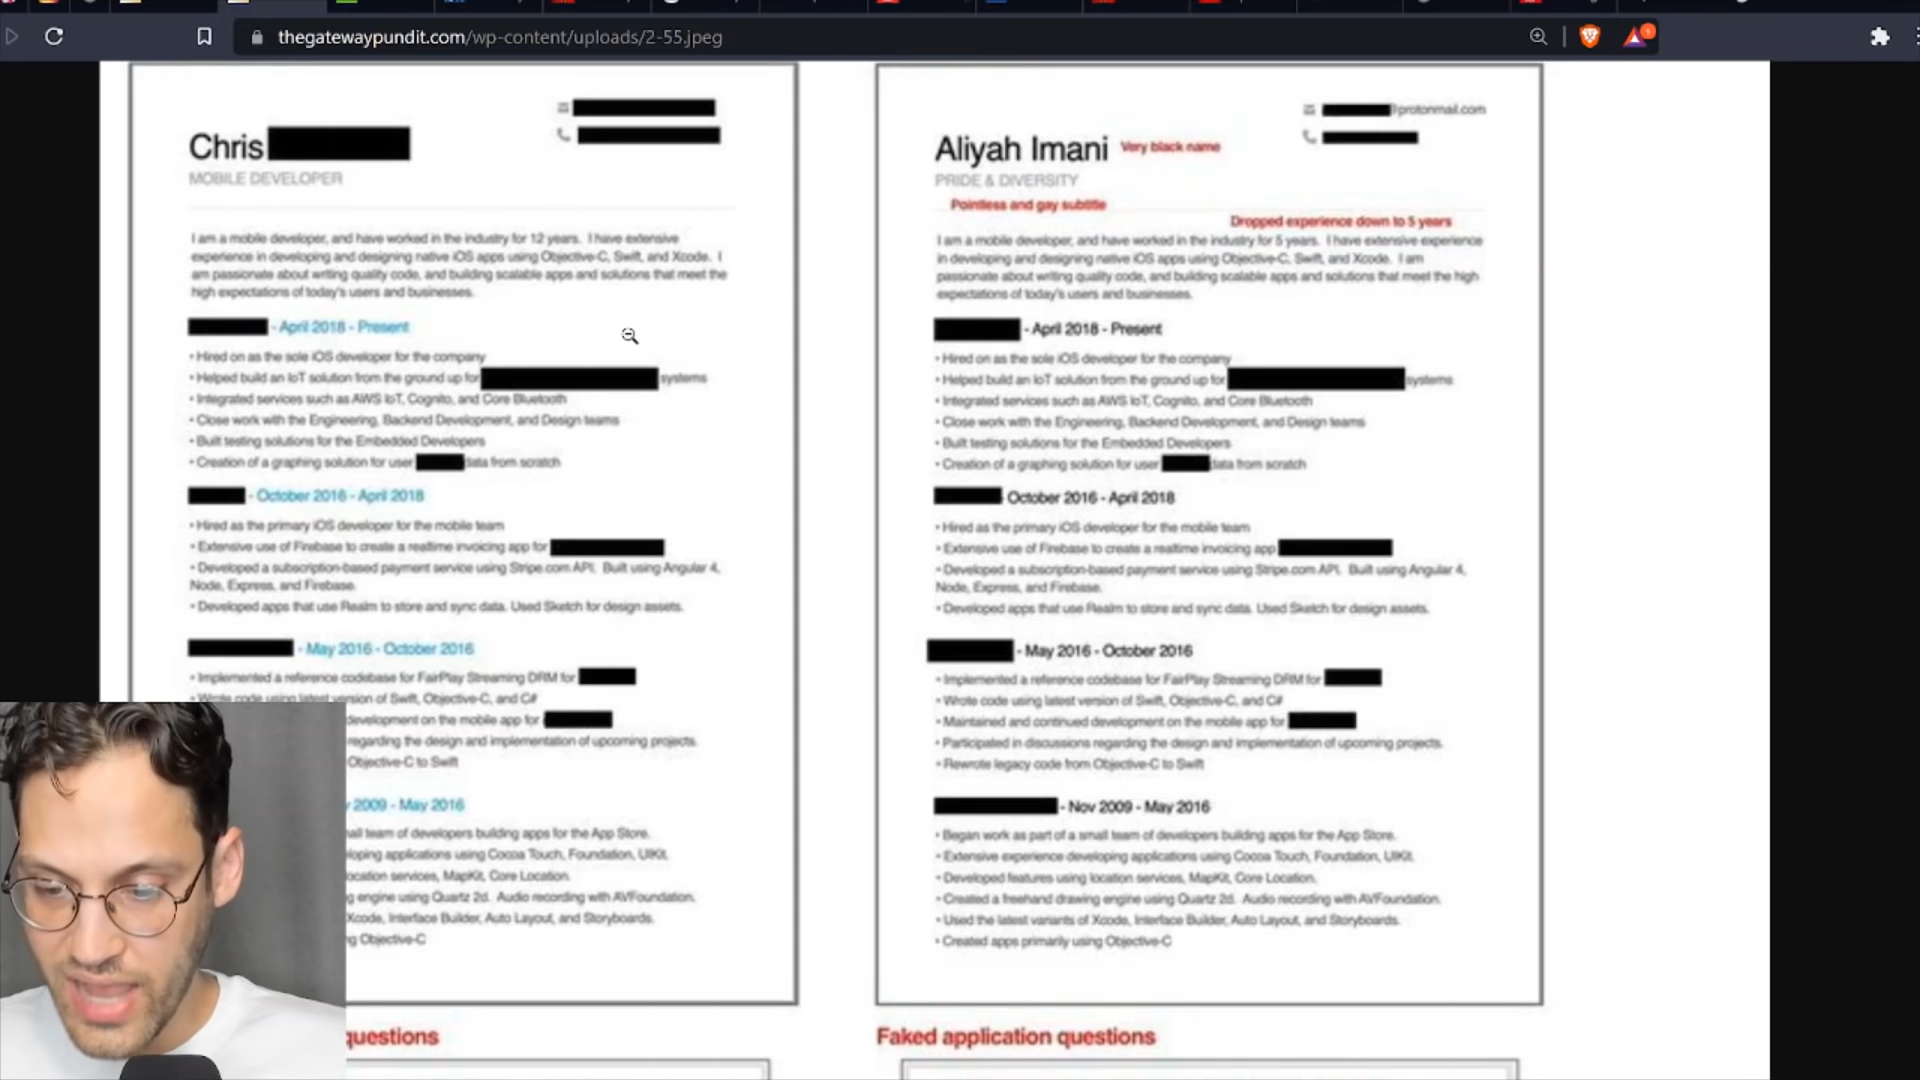 thegatewaypundit.com/wp-content/uploads/2-55.jpeg
1
Chris
MOBILE DEVELOPER
I am a mobile developer, and have worked in the industry for 12 years. I have extensive
experience in developing and designing native iOS apps using Objective-C, Swift, and Xcode. I
am passionate about writing quality code, and building scalable apps and solutions that meet the
high expectations of today's users and businesses.
- April 2018 - Present
• Hired on as the sole iOS developer for the company
• Helped build an IoT solution from the ground up for systems
• Integrated services such as AWS IoT, Cognito, and Core Bluetooth
• Close work with the Engineering, Backend Development, and Design teams
• Built testing solutions for the Embedded Developers
• Creation of a graphing solution for user data from scratch
- October 2016 - April 2018
• Hired as the primary iOS developer for the mobile team
• Extensive use of Firebase to create a realtime invoicing app for
• Developed a subscription-based payment service using Stripe.com API. Built using Angular 4,
Node, Express, and Firebase.
• Developed apps that use Realm to store and sync data. Used Sketch for design assets.
- May 2016 - October 2016
• Implemented a reference codebase for FairPlay Streaming DRM for
• Wrote code using latest version of Swift, Objective-C, and C#
development on the mobile app for
regarding the design and implementation of upcoming projects.
Objective-C to Swift
2009 - May 2016
team of developers building apps for the App Store.
applications using Cocoa Touch, Foundation, UIKit.
location services, MapKit, Core Location.
engine using Quartz 2d. Audio recording with AVFoundation.
Xcode, Interface Builder, Auto Layout, and Storyboards.
Objective-C
questions
@protonmail.com
Aliyah Imani Very black name
PRIDE & DIVERSITY
Pointless and gay subtitle
Dropped experience down to 5 years
I am a mobile developer, and have worked in the industry for 5 years. I have extensive experience
in developing and designing native iOS apps using Objective-C, Swift, and Xcode. I am
passionate about writing quality code, and building scalable apps and solutions that meet the high
expectations of today's users and businesses.
- April 2018 - Present
• Hired on as the sole iOS developer for the company
• Helped build an IoT solution from the ground up for systems
• Integrated services such as AWS IoT, Cognito, and Core Bluetooth
• Close work with the Engineering, Backend Development, and Design teams
• Built testing solutions for the Embedded Developers
• Creation of a graphing solution for user data from scratch
October 2016 - April 2018
• Hired as the primary iOS developer for the mobile team
• Extensive use of Firebase to create a realtime invoicing app
• Developed a subscription-based payment service using Stripe.com API. Built using Angular 4,
Node, Express, and Firebase.
• Developed apps that use Realm to store and sync data. Used Sketch for design assets.
- May 2016 - October 2016
• Implemented a reference codebase for FairPlay Streaming DRM for
• Wrote code using latest version of Swift, Objective-C, and C#
• Maintained and continued development on the mobile app for
• Participated in discussions regarding the design and implementation of upcoming projects.
• Rewrote legacy code from Objective-C to Swift
- Nov 2009 - May 2016
• Began work as part of a small team of developers building apps for the App Store.
• Extensive experience developing applications using Cocoa Touch, Foundation, UIKit.
• Developed features using location services, MapKit, Core Location.
• Created a freehand drawing engine using Quartz 2d. Audio recording with AVFoundation.
• Used the latest variants of Xcode, Interface Builder, Auto Layout, and Storyboards.
• Created apps primarily using Objective-C
Faked application questions